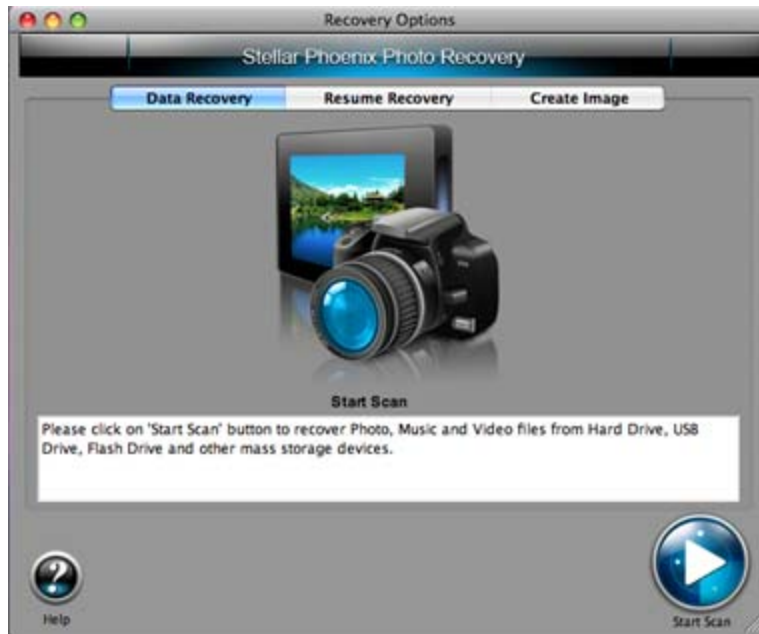 Recovery Options
Stellar Phoenix Photo Recovery
Data Recovery
Resume Recovery
Create Image
Start Scan
Please click on 'Start Scan' button to recover Photo, Music and Video files from Hard Drive, USB
Drive, Flash Drive and other mass storage devices.
?
Help
Start Scan